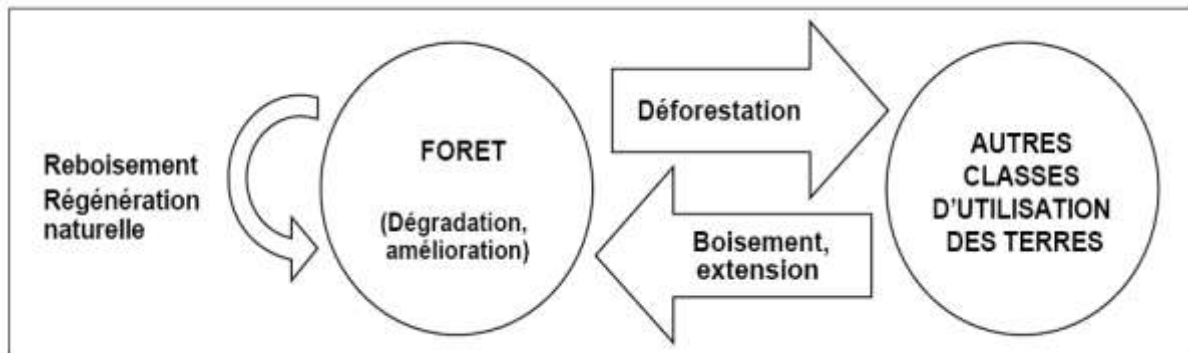 Reboisement
Régénération
naturelle
FORET
(Dégradation,
amélioration)
Déforestation
Boisement,
extension
AUTRES
CLASSES
D'UTILISATION
DES TERRES